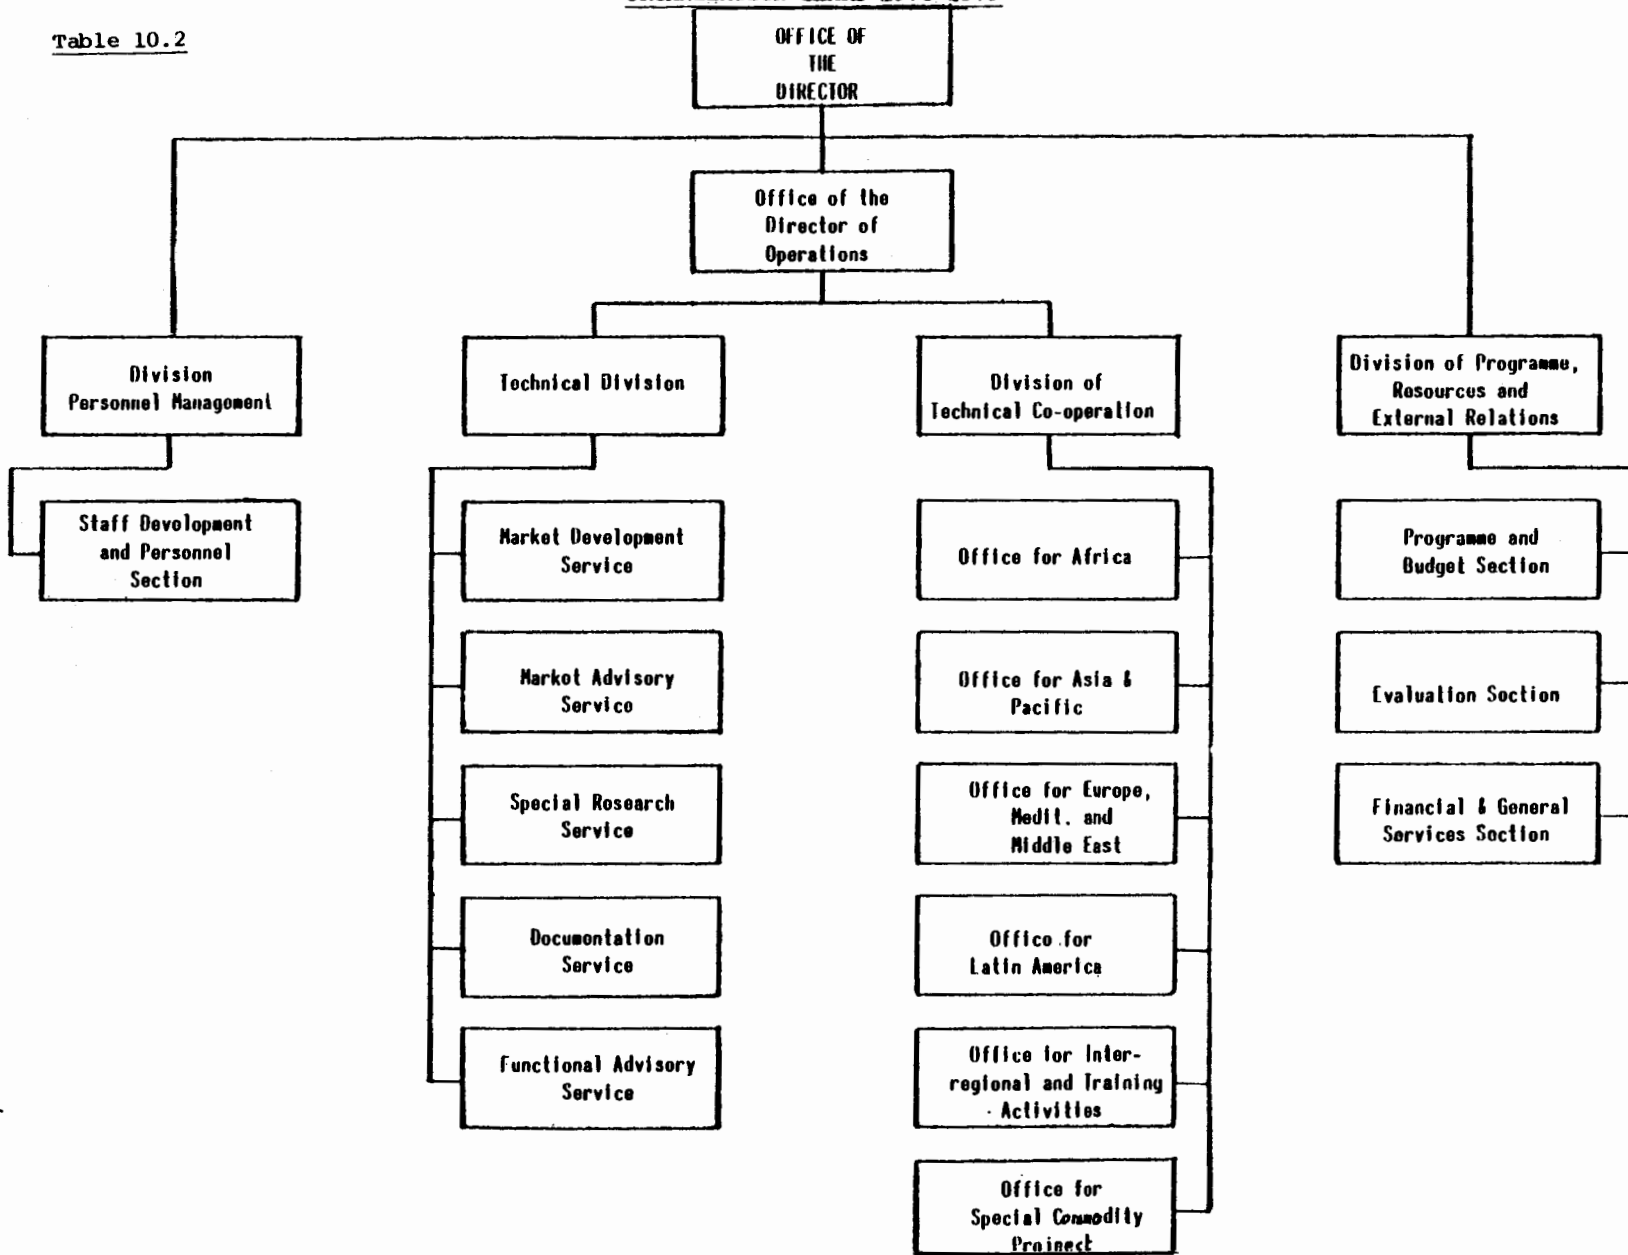 Table 10.2
OFFICE OF
THE
DIRECTOR
Office of the
Director of
Operations
Division
Personnel Management
Technical Division
Division of
Technical Co-operation
Division of Programme,
Resources and
External Relations
Staff Development
and Personnel
Section
Market Development
Service
Market Advisory
Service
Special Research
Service
Documentation
Service
Functional Advisory
Service
Office for Africa
Office for Asia &
Pacific
Office for Europe,
Medit. and
Middle East
Office for
Latin America
Office for Inter-
regional and Training
Activities
Office for
Special Commodity
Proinect
Programme and
Budget Section
Evaluation Section
Financial & General
Services Section